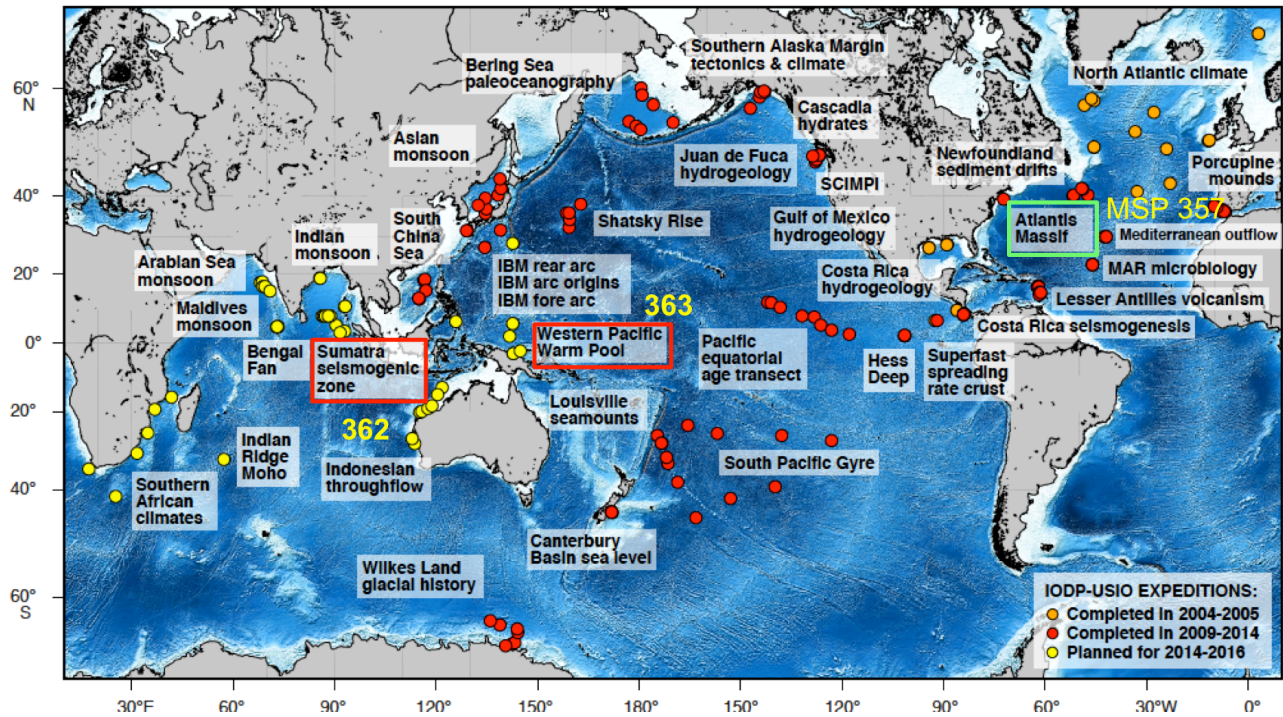 Southern Alaska Margin
tectonics & climate
Bering Sea
paleoceanography
North Atlantic climate
60°
N
Cascadia
hydrates
Asian
monsoon
Juan de Fuca
hydrogeology
Newfoundland
sediment drifts
Porcupine
mounds
SCIMPI
40°
MSP 357
South
China
Sea
Shatsky Rise
Gulf of Mexico
hydrogeology
Atlantis
Massif
Mediterranean outflow
Indian
monsoon
Arabian Sea
monsoon
IBM rear arc
IBM arc origins
IBM fore arc
Costa Rica
hydrogeology
MAR microbiology
20°
363
Lesser Antilles volcanism
Maldives
monsoon
Costa Rica seismogenesis
Western Pacific
Warm Pool
Pacific
equatorial
age transect
0°
Bengal
Fan
Sumatra
seismogenic
zone
Hess
Deep
Superfast
spreading
rate crust
Louisville
seamounts
20°
362
Indian
Ridge
Moho
Indonesian
throughflow
South Pacific Gyre
40°
Southern
African
climates
Canterbury
Basin sea level
Wilkes Land
glacial history
60°
S
IODP-USIO EXPEDITIONS:
Completed in 2004-2005
Completed in 2009-2014
Planned for 2014-2016
30°E
60°
90°
120°
150°
180°
150°
120°
90°
60°
30°W
0°